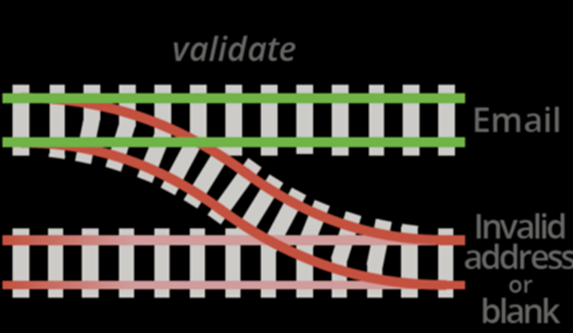 validate
Email
Invalid
address
or
blank